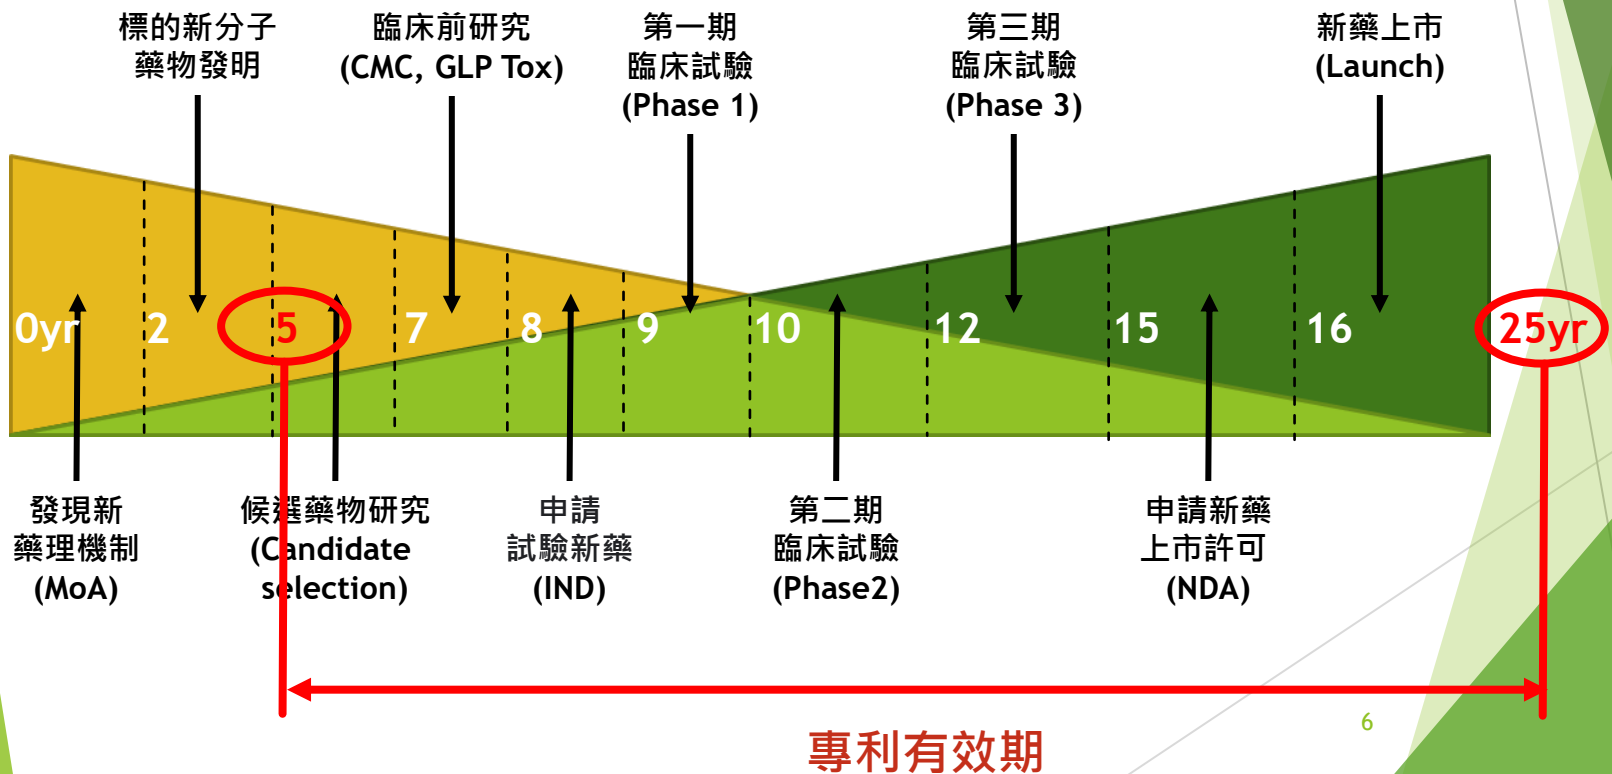 標的新分子
藥物發明
臨床前研究
(CMC, GLP Tox)
第一期
臨床試驗
(Phase 1)
第三期
臨床試驗
(Phase 3)
新藥上市
(Launch)
0yr
2
5
7
8
9
10
12
15
16
25yr
發現新
藥理機制
(MoA)
候選藥物研究
(Candidate
selection)
申請
試驗新藥
(IND)
第二期
臨床試驗
(Phase2)
申請新藥
上市許可
(NDA)
專利有效期
6